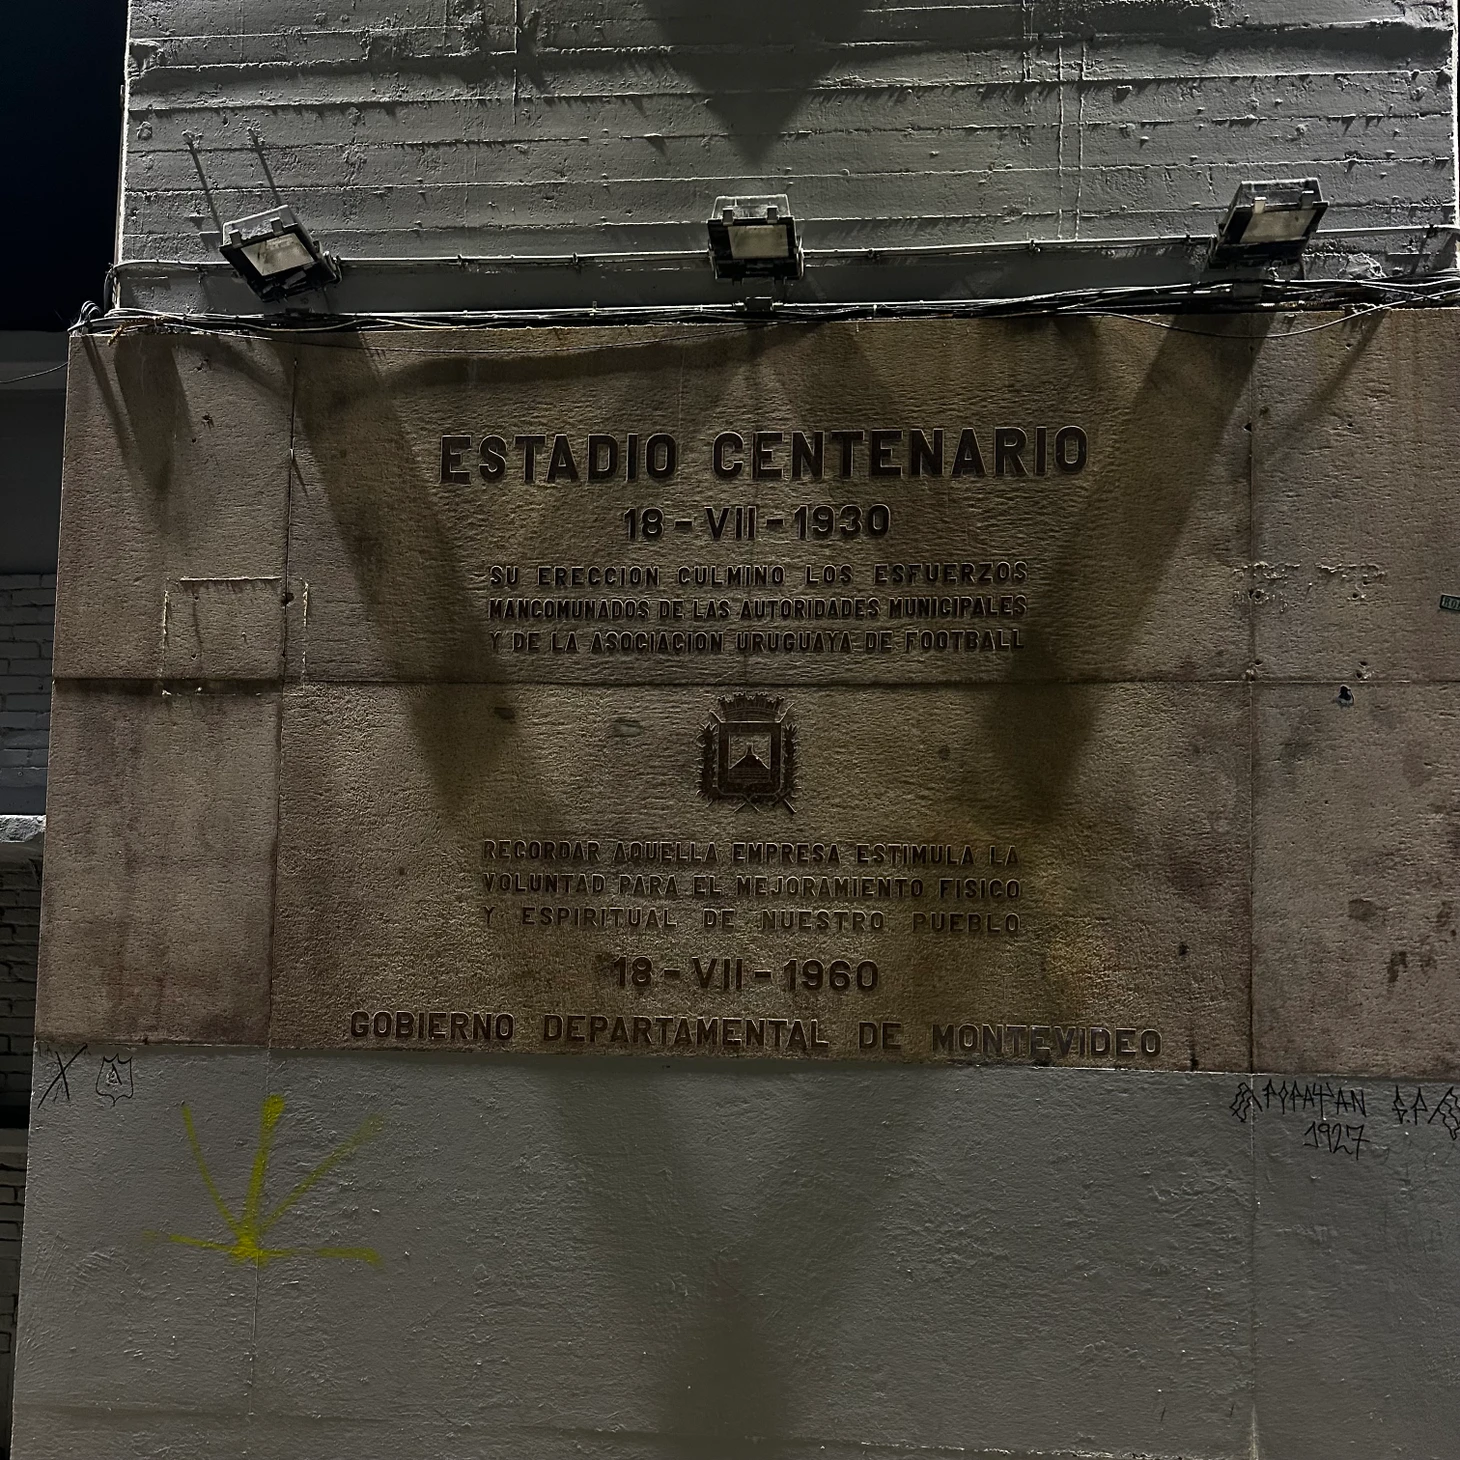 ESTADIO CENTENARIO
18-VII-1930
SU ERECCION CULMINO LOS ESFUERZOS
MANCOMUNADOS DE LAS AUTORIDADES MUNICIPALES
Y DE LA ASOCIACION URUGUAYA DE FOOTBALL
RECORDAR AQUELLA EMPRESA ESTIMULA LA
VOLUNTAD PARA EL MEJORAMIENTO FISICO
Y ESPIRITUAL DE NUESTRO PUEBLO
18-VII-1960
GOBIERNO DEPARTAMENTAL DE MONTEVIDEO
1927